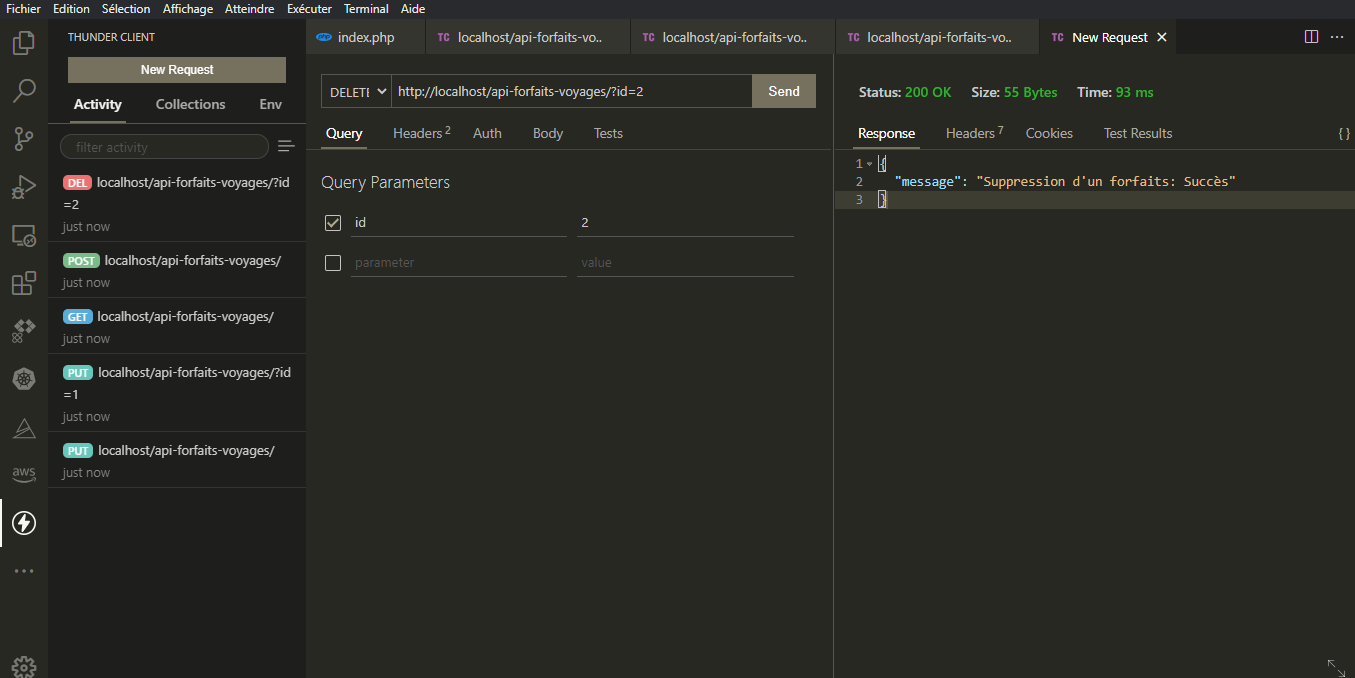 Fichier Edition Sélection Affichage Atteindre Exécuter Terminal Aide
THUNDER CLIENT
New Request
Activity Collections Env
filter activity
DEL localhost/api-forfaits-voyages/?id
=2
just now
POST localhost/api-forfaits-voyages/
just now
GET localhost/api-forfaits-voyages/
just now
PUT localhost/api-forfaits-voyages/?id
=1
just now
PUT localhost/api-forfaits-voyages/
just now
aws
php index.php TC localhost/api-forfaits-vo.. TC localhost/api-forfaits-vo.. TC localhost/api-forfaits-vo.. TC New Request
DELETE http://localhost/api-forfaits-voyages/?id=2 Send
Query Headers 2 Auth Body Tests
Query Parameters
id 2
parameter value
Status: 200 OK Size: 55 Bytes Time: 93 ms
Response Headers 7 Cookies Test Results {}
1 {
2 "message": "Suppression d'un forfaits: Succès"
3 }